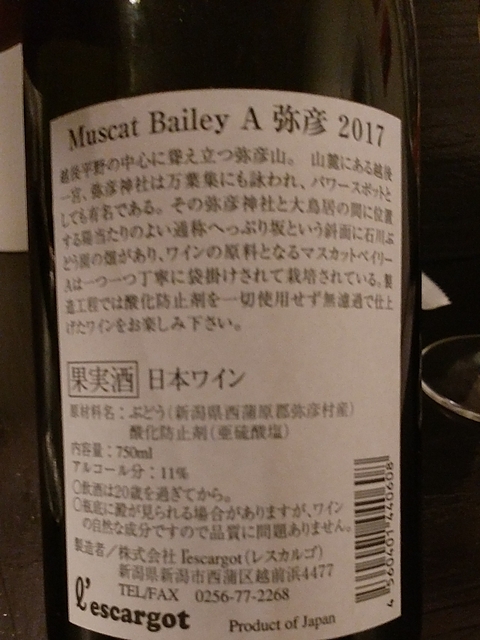 Muscat Bailey A 弥彦 2017
越後平野の中心に聳え立つ弥彦山。 山麓にある越後
一宮、弥彦神社は万葉集にも詠われ、パワースポットと
しても有名である。その弥彦神社と大鳥居の間に位置
する陽当たりのよい通称へっぷり坂という斜面に石川ぶ
どう園の畑があり、ワインの原料となるマスカットベイリー
Aは一つ一つ丁寧に袋掛けされて栽培されている。製
造工程では酸化防止剤を一切使用せず無濾過で仕上
げたワインをお楽しみ下さい。
果実酒 日本ワイン
原材料名：ぶどう（新潟県西蒲原郡弥彦村産）
酸化防止剤（亜硫酸塩）
内容量：750ml
アルコール分：11%
○飲酒は20歳を過ぎてから。
○瓶底に澱が見られる場合がありますが、ワイン
の自然な成分ですので品質に問題ありません。
製造者／株式会社 l'escargot（レスカルゴ）
新潟県新潟市西蒲区越前浜4477
TEL/FAX 0256-77-2268
l'escargot
Product of Japan
4 560401 440608